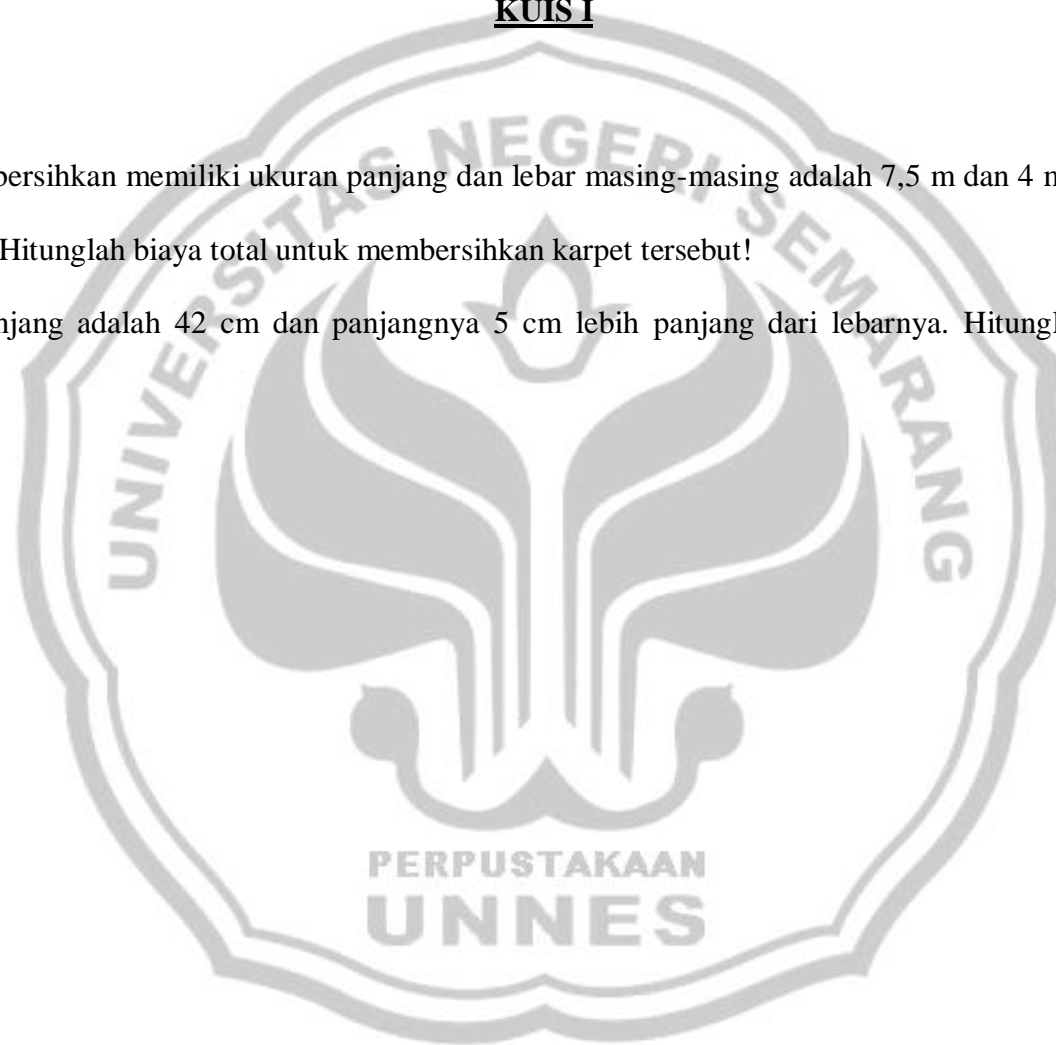 KUIS I
bersihkan memiliki ukuran panjang dan lebar masing-masing adalah 7,5 m dan 4 m
Hitunglah biaya total untuk membersihkan karpet tersebut!
njang adalah 42 cm dan panjangnya 5 cm lebih panjang dari lebarnya. Hitungl
UNIVERSITAS NEGERI SEMARANG
PERPUSTAKAAN
UNNES